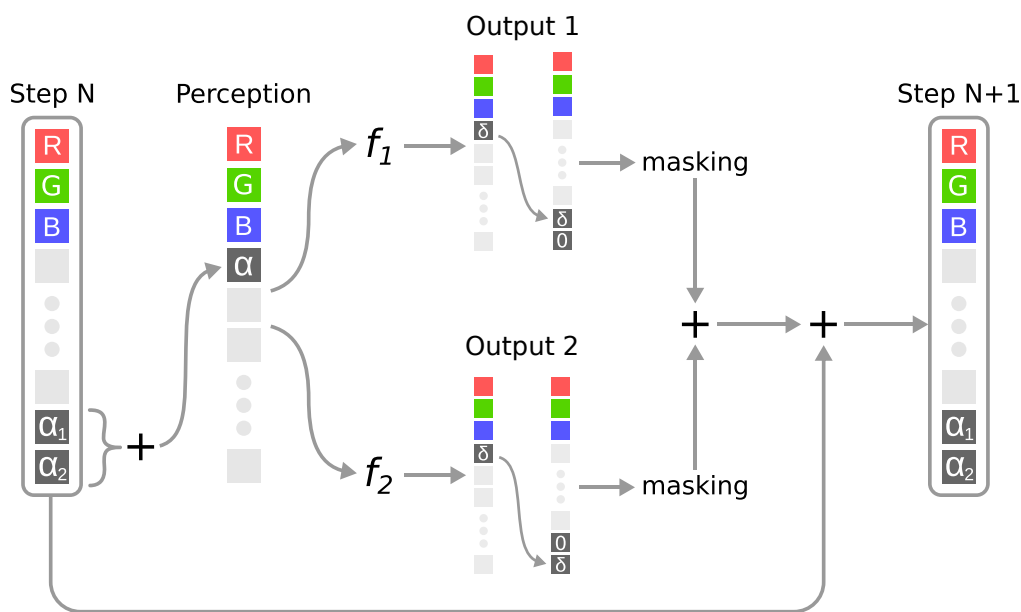 Step N
R
G
B
α1
α2
+
Perception
R
G
B
α
f1
f2
Output 1
δ
δ
0
Output 2
δ
0
δ
masking
masking
+
+
Step N+1
R
G
B
α1
α2